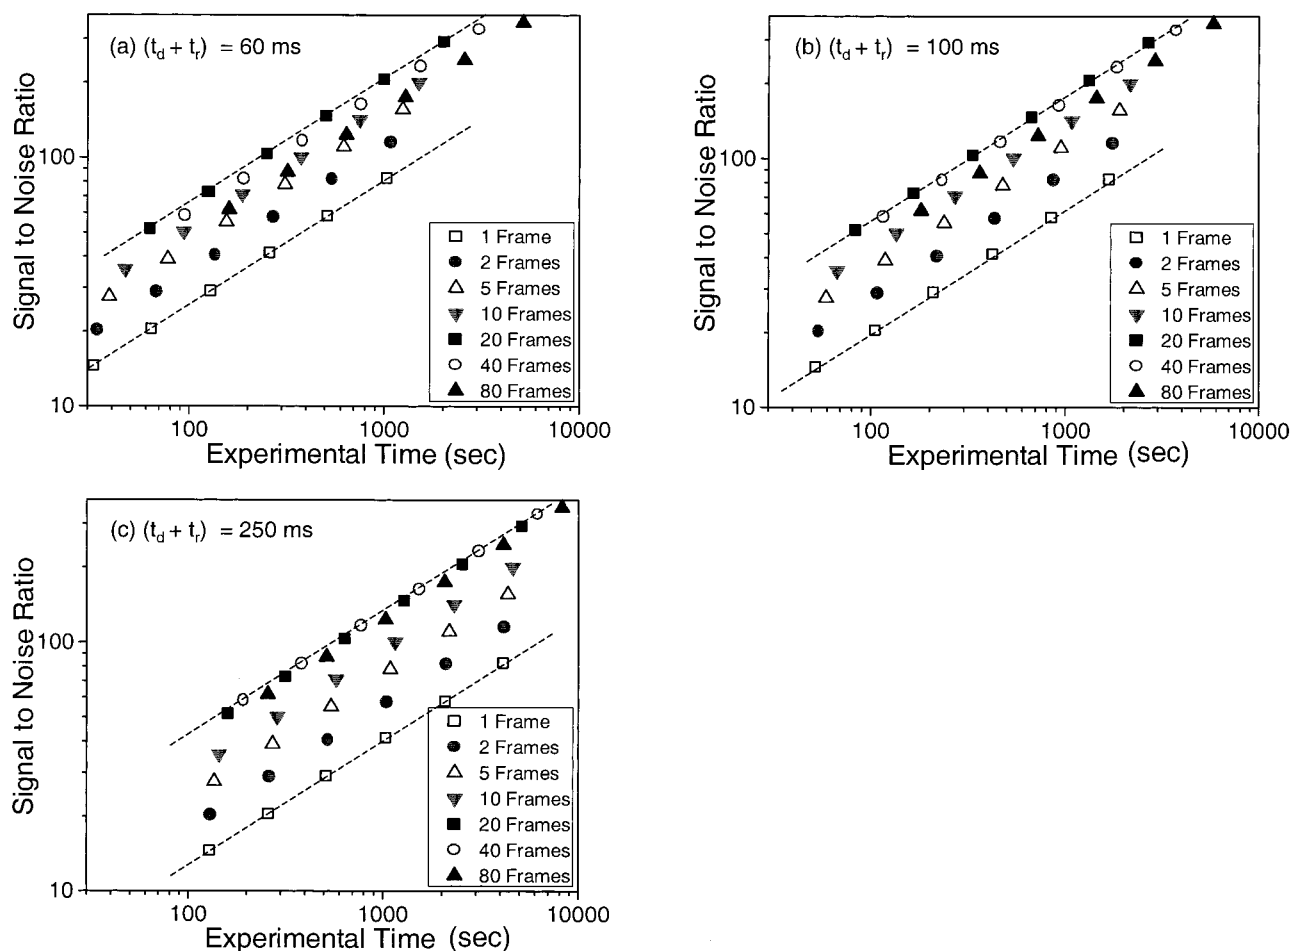 (a) (t_d + t_r) = 60 ms
Signal to Noise Ratio
100
10
1 Frame
2 Frames
5 Frames
10 Frames
20 Frames
40 Frames
80 Frames
100
1000
10000
Experimental Time (sec)
(b) (t_d + t_r) = 100 ms
Signal to Noise Ratio
100
10
1 Frame
2 Frames
5 Frames
10 Frames
20 Frames
40 Frames
80 Frames
100
1000
10000
Experimental Time (sec)
(c) (t_d + t_r) = 250 ms
Signal to Noise Ratio
100
10
1 Frame
2 Frames
5 Frames
10 Frames
20 Frames
40 Frames
80 Frames
100
1000
10000
Experimental Time (sec)